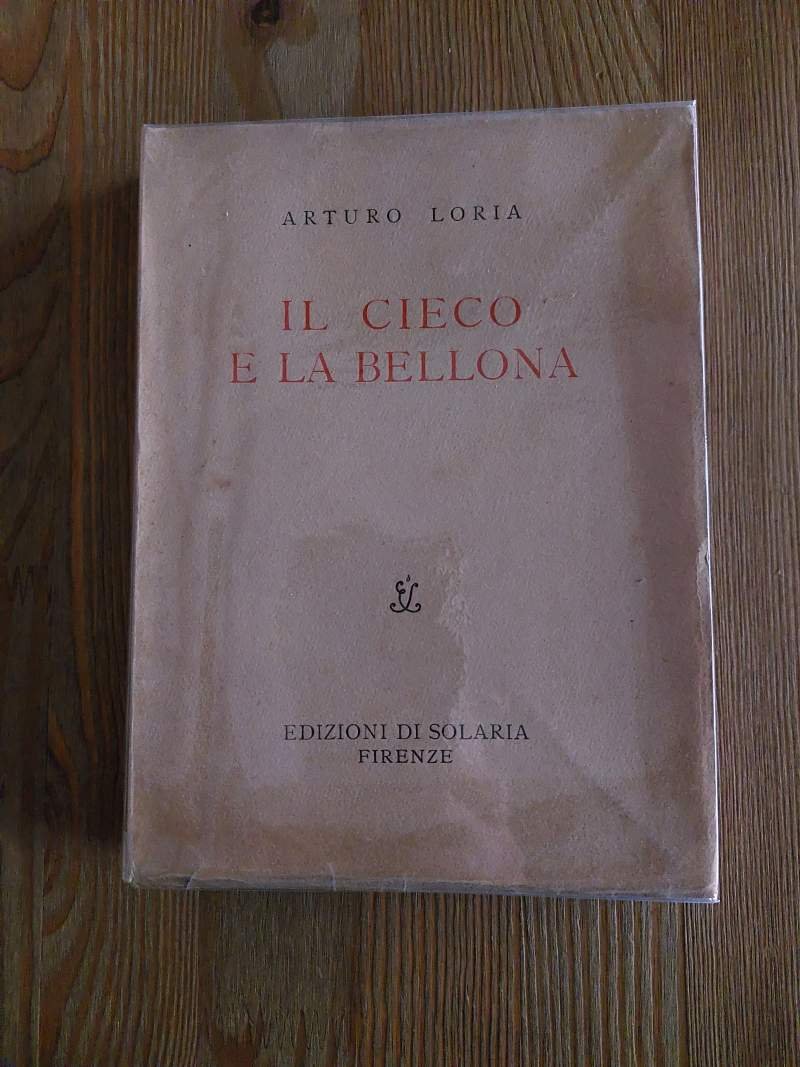 ARTURO LORIA
IL CIECO
E LA BELLONA
EDIZIONI DI SOLARIA
FIRENZE